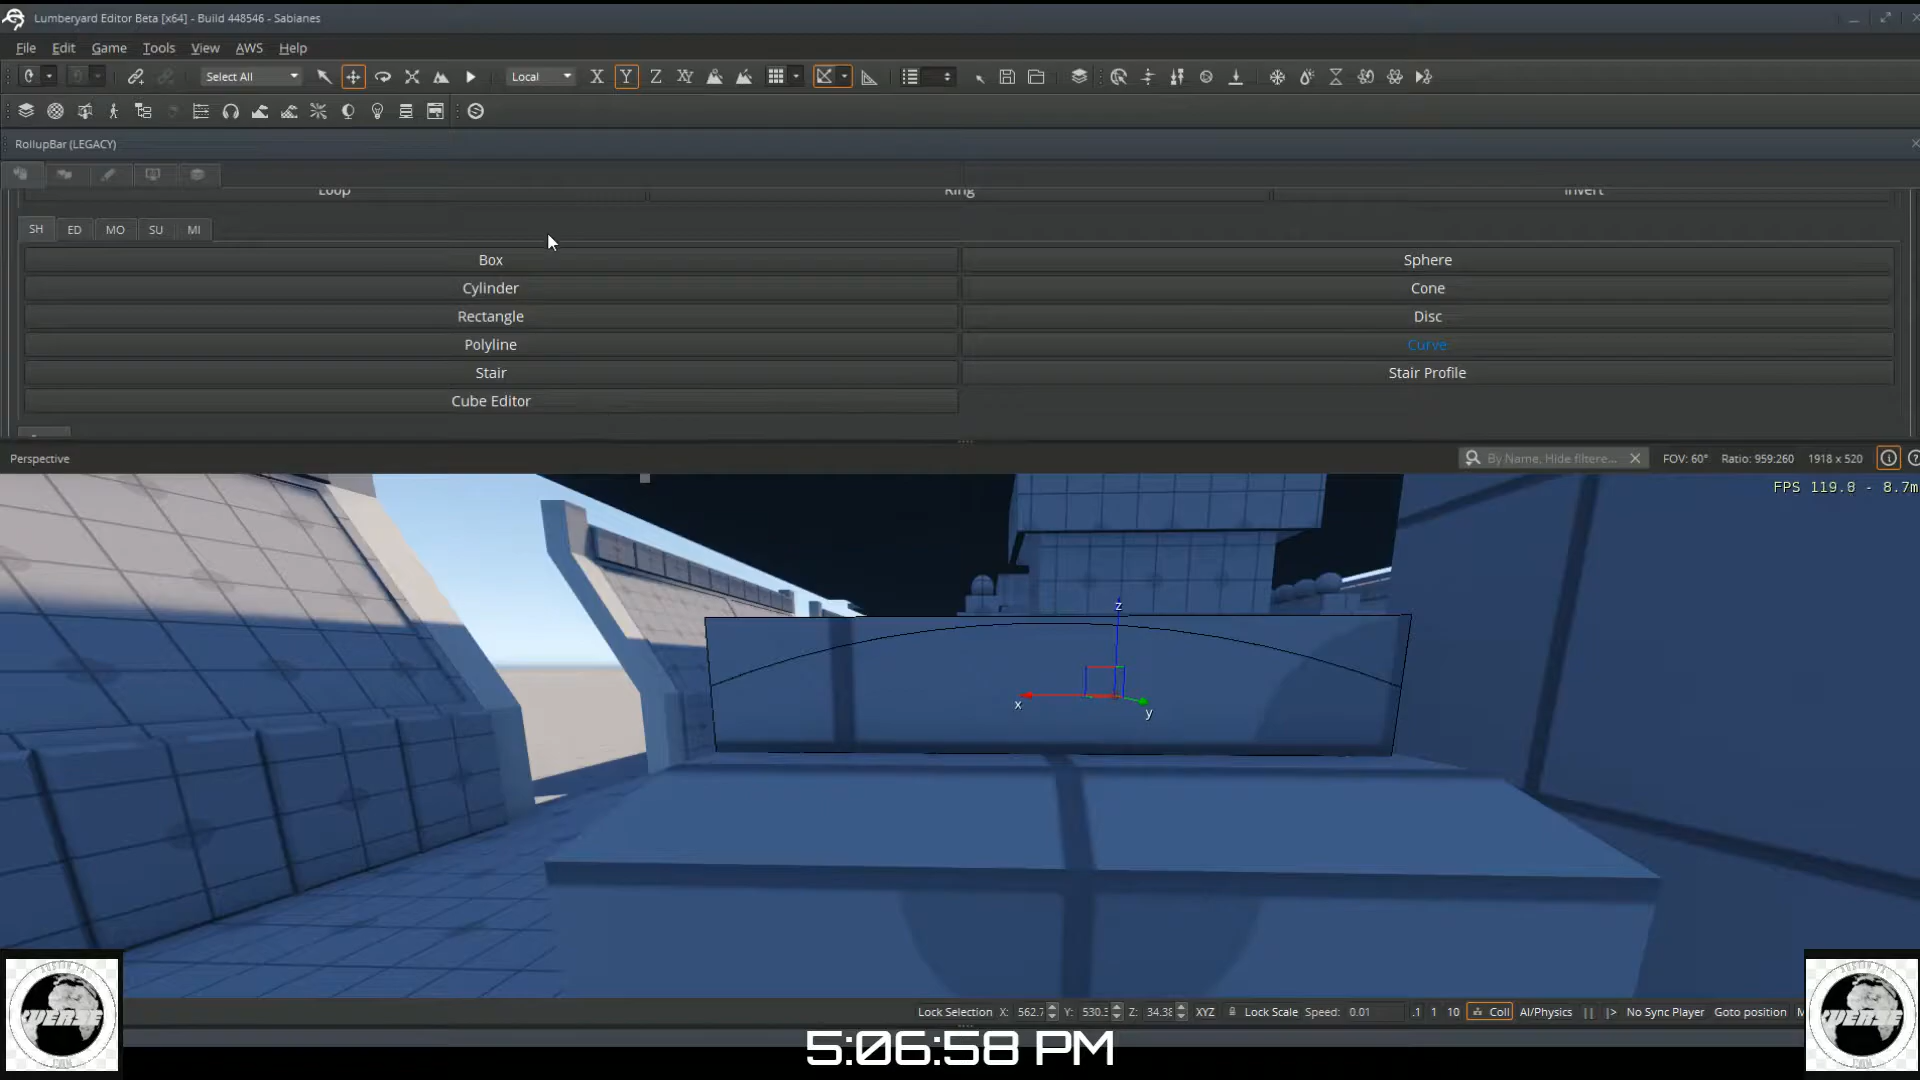 Lumberyard Editor Beta [x64] - Build 448546 - Sablanes
File Edit Game Tools View AWS Help
Select All Local X Y Z XY
RollupBar (LEGACY)
Loop Ring Invert
SH ED MO SU MI
Box Sphere
Cylinder Cone
Rectangle Disc
Polyline Curve
Stair Stair Profile
Cube Editor
Perspective By Name, Hide filtere... FOV: 60° Ratio: 959:260 1918 x 520
FPS 119.8 - 8.7m
z
x
y
Lock Selection X: 562.7 Y: 530.3 Z: 34.38 XYZ Lock Scale Speed: 0.01 .1 1 10 Coll AI/Physics No Sync Player Goto position
5:06:58 PM